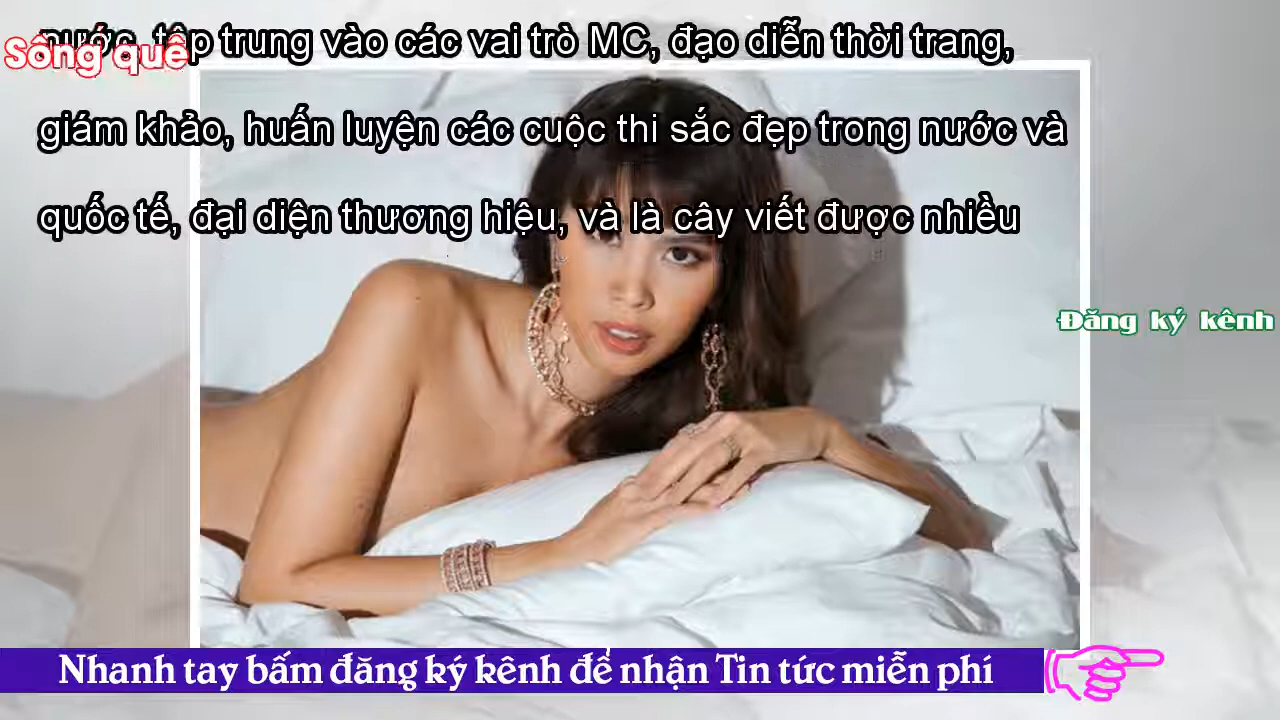 nước, tập trung vào các vai trò MC, đạo diễn thời trang,
Sông quê
giám khảo, huấn luyện các cuộc thi sắc đẹp trong nước và
quốc tế, đại diện thương hiệu, và là cây viết được nhiều
Đăng ký kênh
Nhanh tay bấm đăng ký kênh để nhận Tin tức miễn phí